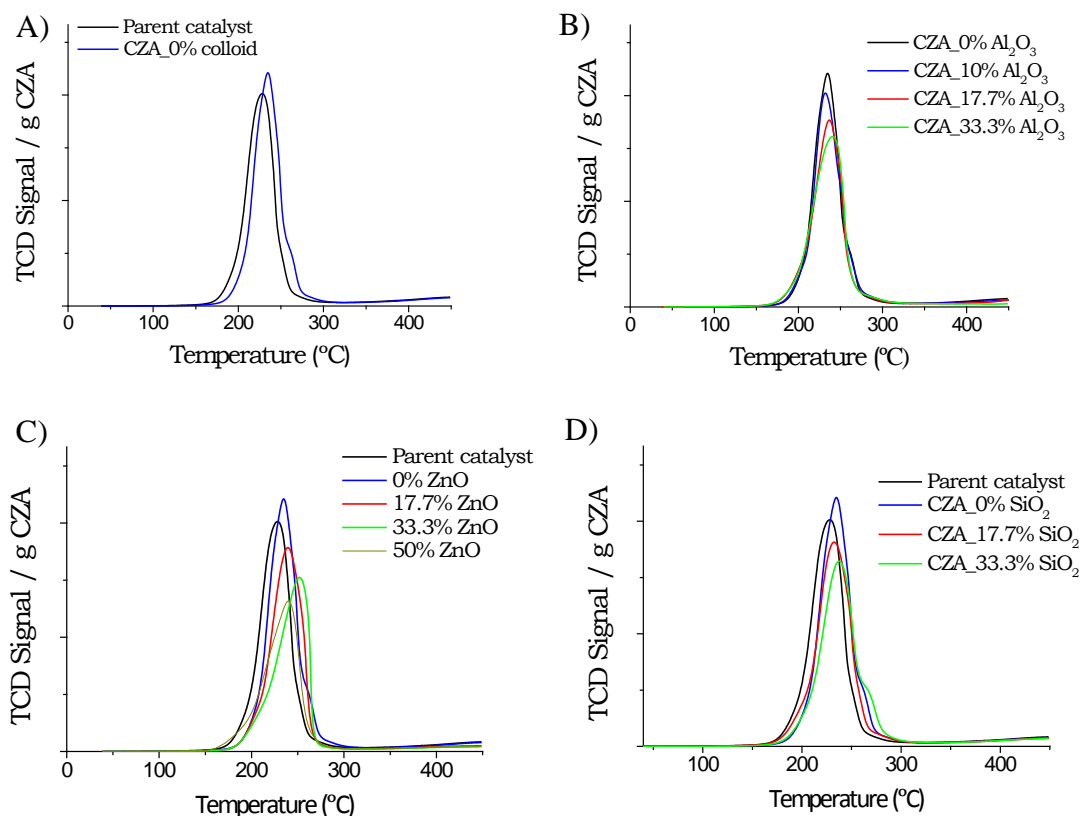 A)
Parent catalyst
CZA_0% colloid
TCD Signal / g CZA
0 100 200 300 400
Temperature (ºC)
B)
CZA_0% Al₂O₃
CZA_10% Al₂O₃
CZA_17.7% Al₂O₃
CZA_33.3% Al₂O₃
TCD Signal / g CZA
0 100 200 300 400
Temperature (ºC)
C)
Parent catalyst
0% ZnO
17.7% ZnO
33.3% ZnO
50% ZnO
TCD Signal / g CZA
0 100 200 300 400
Temperature (ºC)
D)
Parent catalyst
CZA_0% SiO₂
CZA_17.7% SiO₂
CZA_33.3% SiO₂
TCD Signal / g CZA
100 200 300 400
Temperature (ºC)